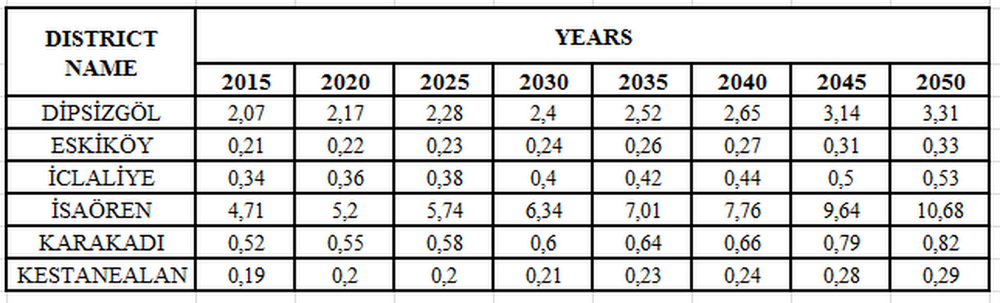 DISTRICT NAME YEARS
2015 2020 2025 2030 2035 2040 2045 2050
DİPSİZGÖL 2,07 2,17 2,28 2,4 2,52 2,65 3,14 3,31
ESKİKÖY 0,21 0,22 0,23 0,24 0,26 0,27 0,31 0,33
İCLALİYE 0,34 0,36 0,38 0,4 0,42 0,44 0,5 0,53
İSAÖREN 4,71 5,2 5,74 6,34 7,01 7,76 9,64 10,68
KARAKADI 0,52 0,55 0,58 0,6 0,64 0,66 0,79 0,82
KESTANEALAN 0,19 0,2 0,2 0,21 0,23 0,24 0,28 0,29